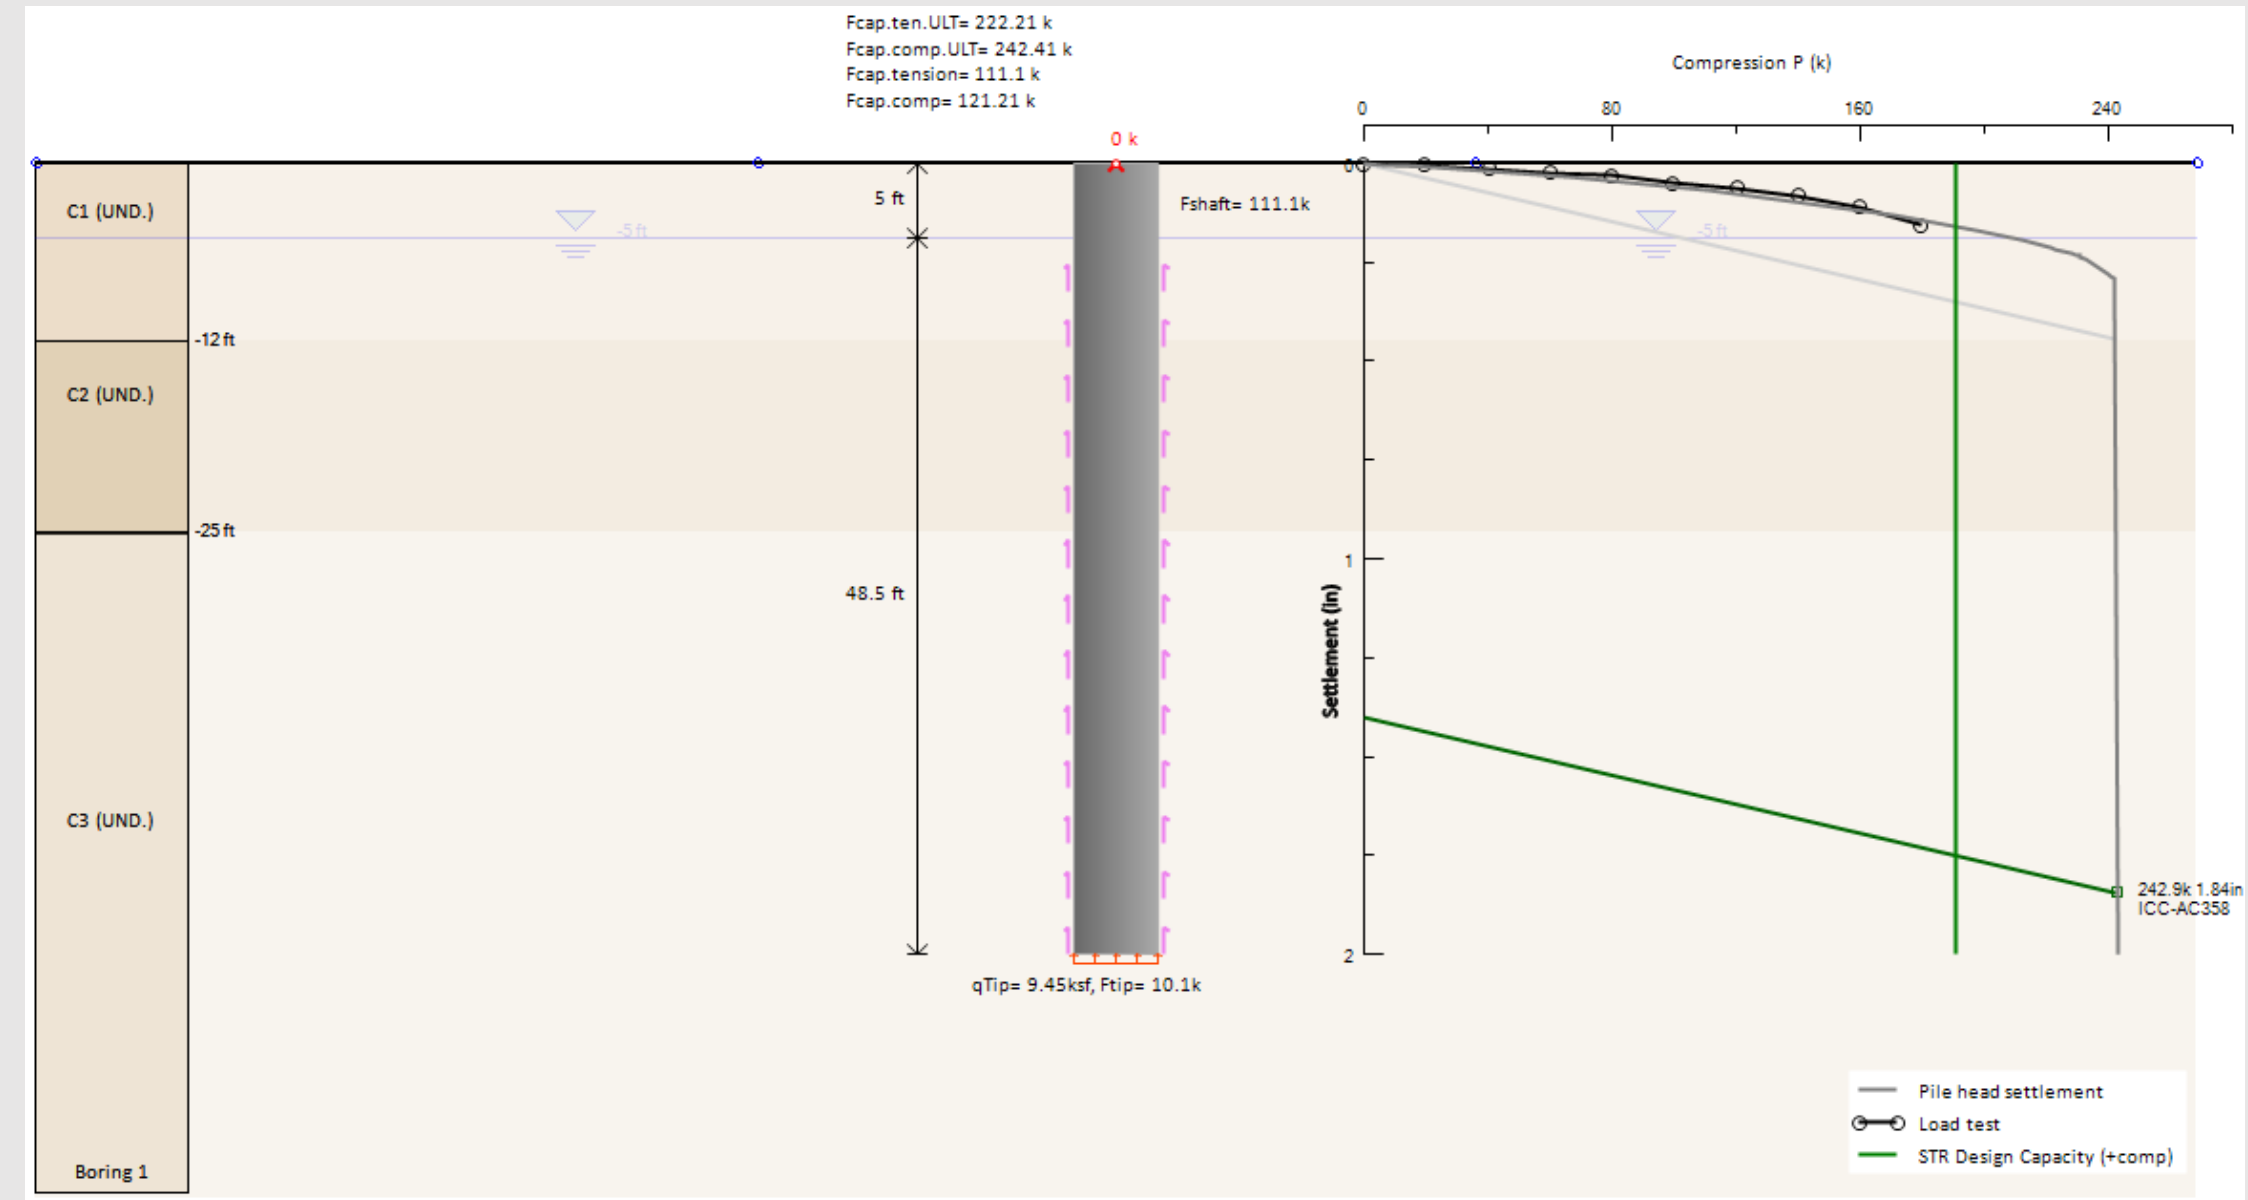 Fcap.ten.ULT= 222.21 k
Fcap.comp.ULT= 242.41 k
Fcap.tension= 111.1 k
Fcap.comp= 121.21 k
Compression P (k)
0 80 160 240
0 k
0
5 ft
Fshaft= 111.1k
C1 (UND.)
-5 ft
-5 ft
-12 ft
C2 (UND.)
-25 ft
1
48.5 ft
Settlement (in)
C3 (UND.)
242.9k 1.84in
ICC-AC358
2
qTip= 9.45ksf, Ftip= 10.1k
Pile head settlement
Load test
STR Design Capacity (+comp)
Boring 1